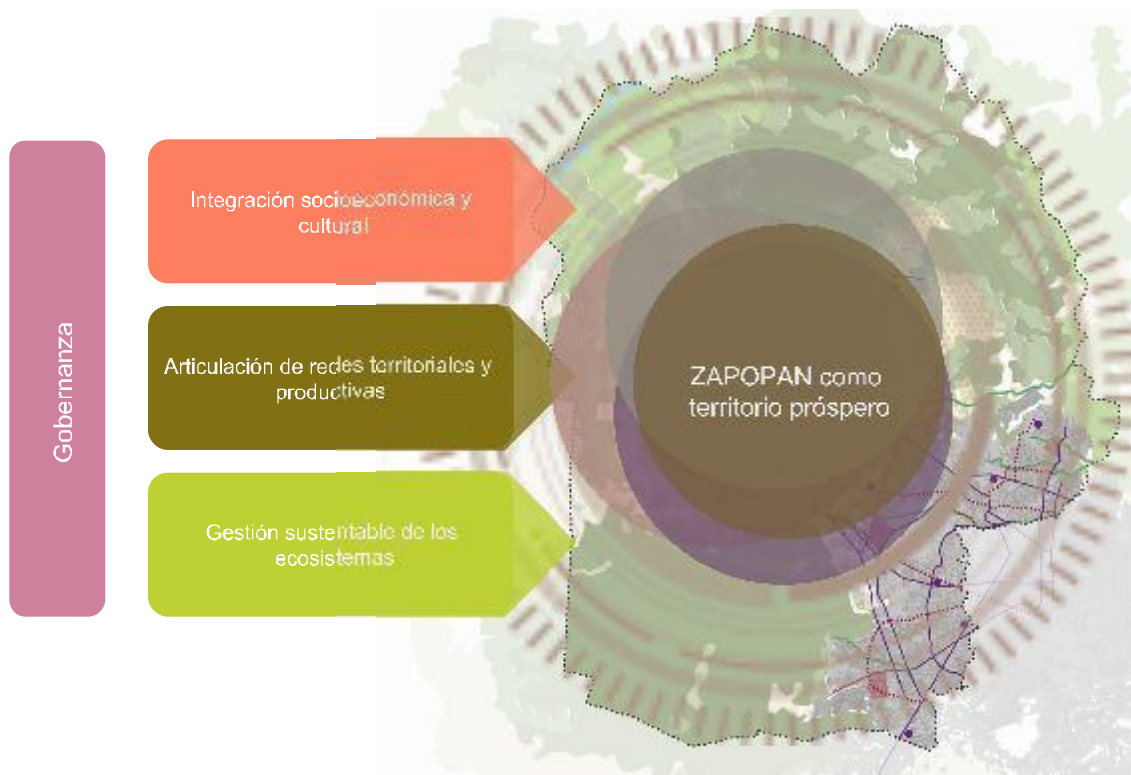 Gobernanza
Integración socioeconómica y
cultural
Articulación de redes territoriales y
productivas
Gestión sustentable de los
ecosistemas
ZAPOPAN como
territorio próspero